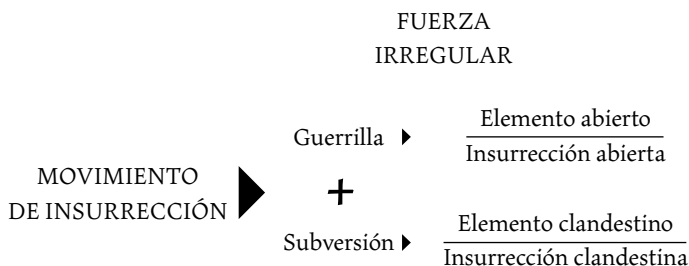 FUERZA
IRREGULAR
Guerrilla
Elemento abierto
Insurrección abierta
MOVIMIENTO
DE INSURRECCIÓN
+
Subversión
Elemento clandestino
Insurrección clandestina